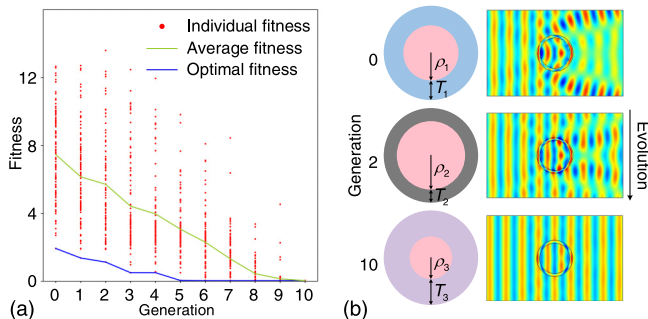 Individual fitness
Average fitness
Optimal fitness
12
8
4
0
Fitness
0 1 2 3 4 5 6 7 8 9 10
Generation
(a)
0
2
10
Generation
ρ1
T1
ρ2
T2
ρ3
T3
Evolution
(b)